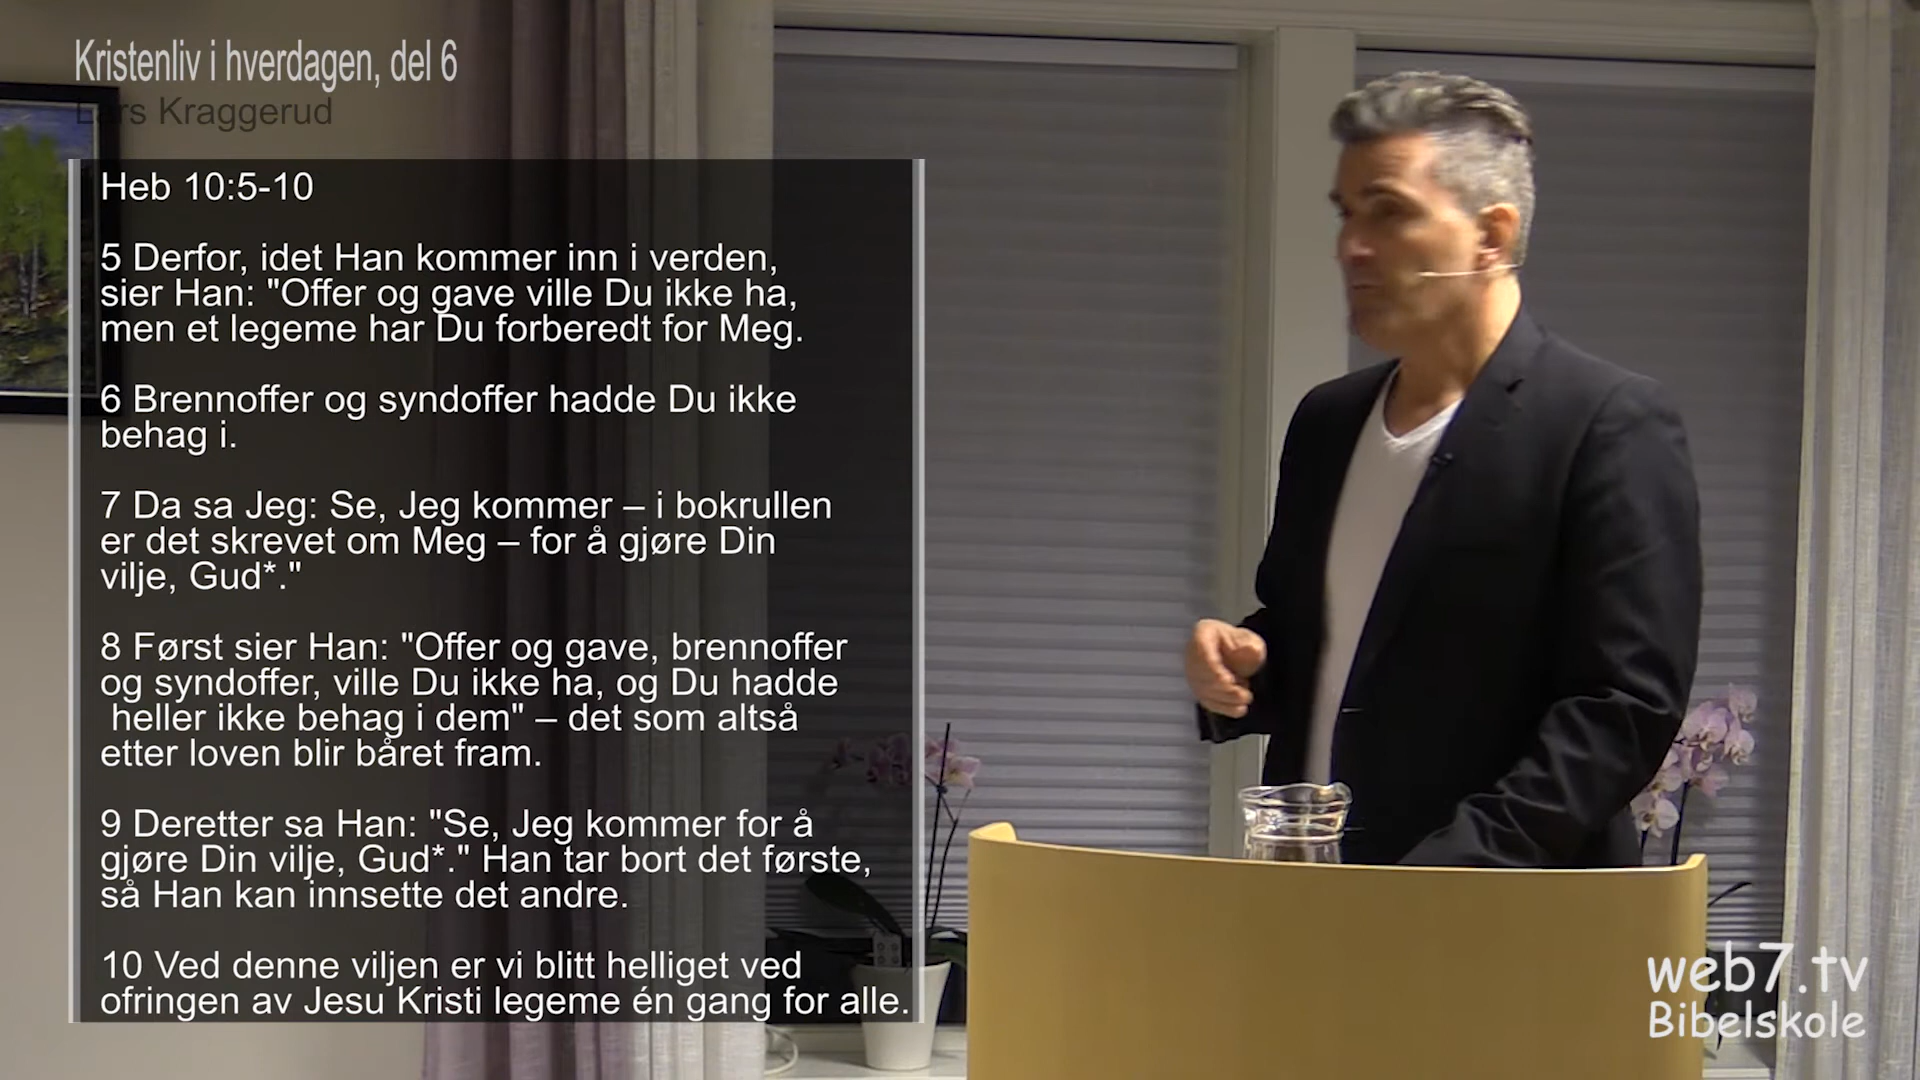 Kristenliv i hverdagen, del 6
Lars Kraggerud
Heb 10:5-10
5 Derfor, idet Han kommer inn i verden,
sier Han: "Offer og gave ville Du ikke ha,
men et legeme har Du forberedt for Meg.
6 Brennoffer og syndoffer hadde Du ikke
behag i.
7 Da sa Jeg: Se, Jeg kommer – i bokrullen
er det skrevet om Meg – for å gjøre Din
vilje, Gud*."
8 Først sier Han: "Offer og gave, brennoffer
og syndoffer, ville Du ikke ha, og Du hadde
heller ikke behag i dem" – det som altså
etter loven blir båret fram.
9 Deretter sa Han: "Se, Jeg kommer for å
gjøre Din vilje, Gud*." Han tar bort det første,
så Han kan innsette det andre.
10 Ved denne viljen er vi blitt helliget ved
ofringen av Jesu Kristi legeme én gang for alle.
web7.tv
Bibelskole